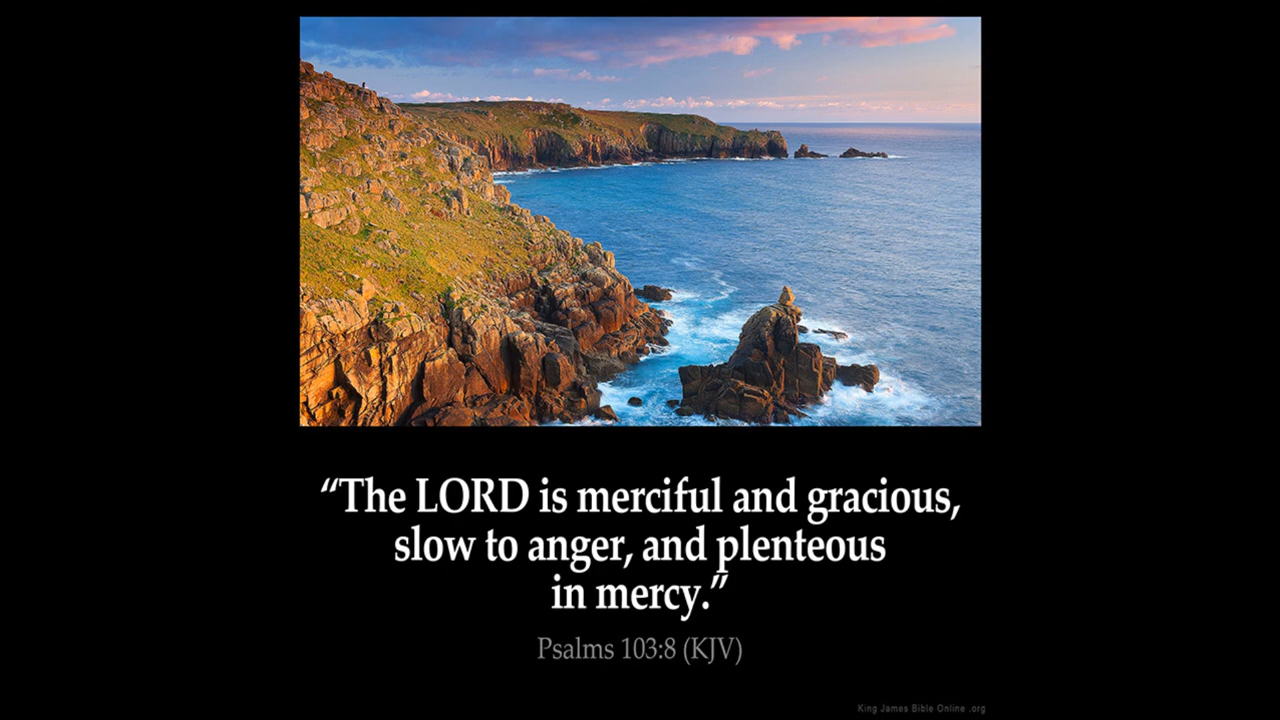 “The LORD is merciful and gracious,
slow to anger, and plenteous
in mercy.”
Psalms 103:8 (KJV)
King James Bible Online .org